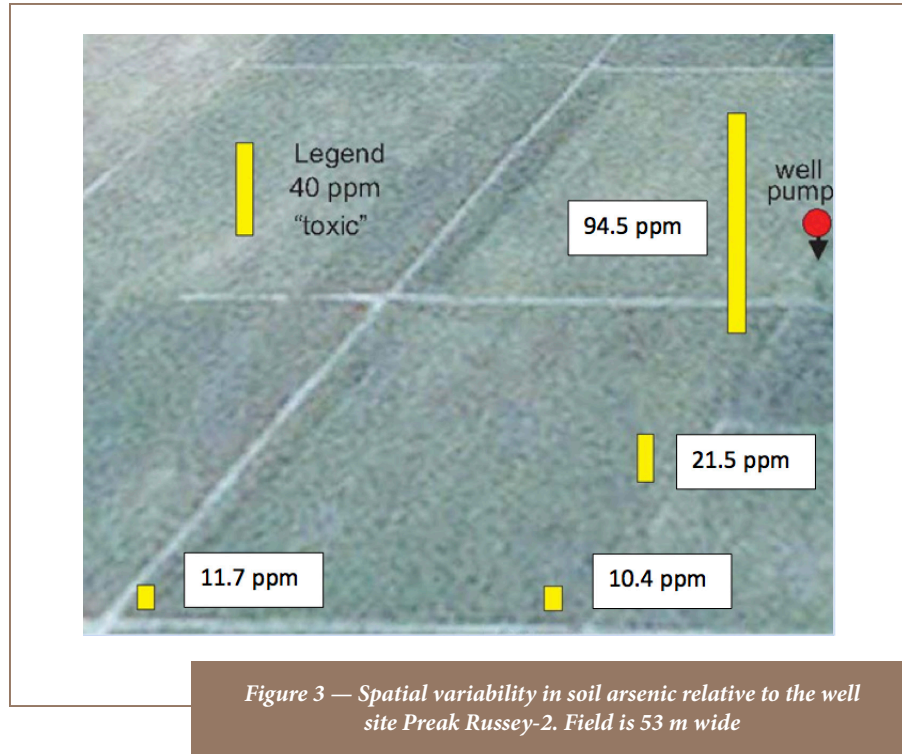 Legend
40 ppm
“toxic”
well
pump
94.5 ppm
21.5 ppm
11.7 ppm
10.4 ppm
Figure 3 — Spatial variability in soil arsenic relative to the well
site Preak Russey-2. Field is 53 m wide